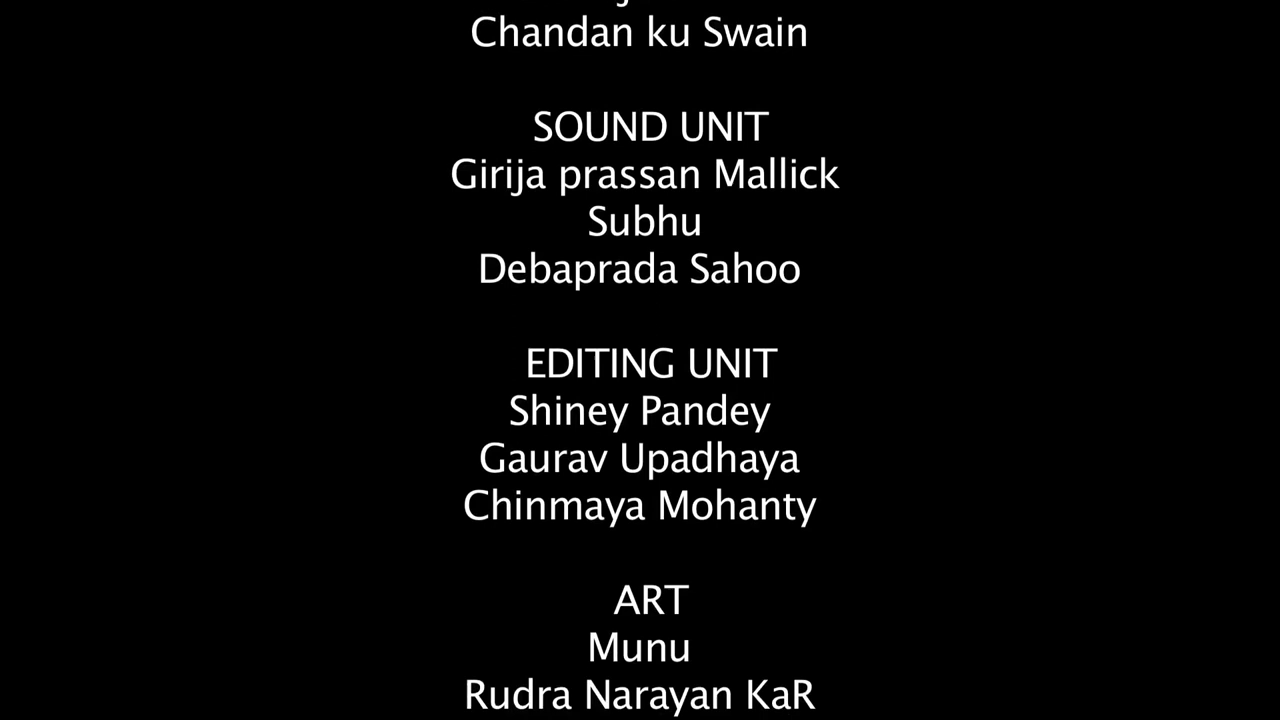 Chandan ku Swain
SOUND UNIT
Girija prassan Mallick
Subhu
Debaprada Sahoo
EDITING UNIT
Shiney Pandey
Gaurav Upadhaya
Chinmaya Mohanty
ART
Munu
Rudra Narayan KaR